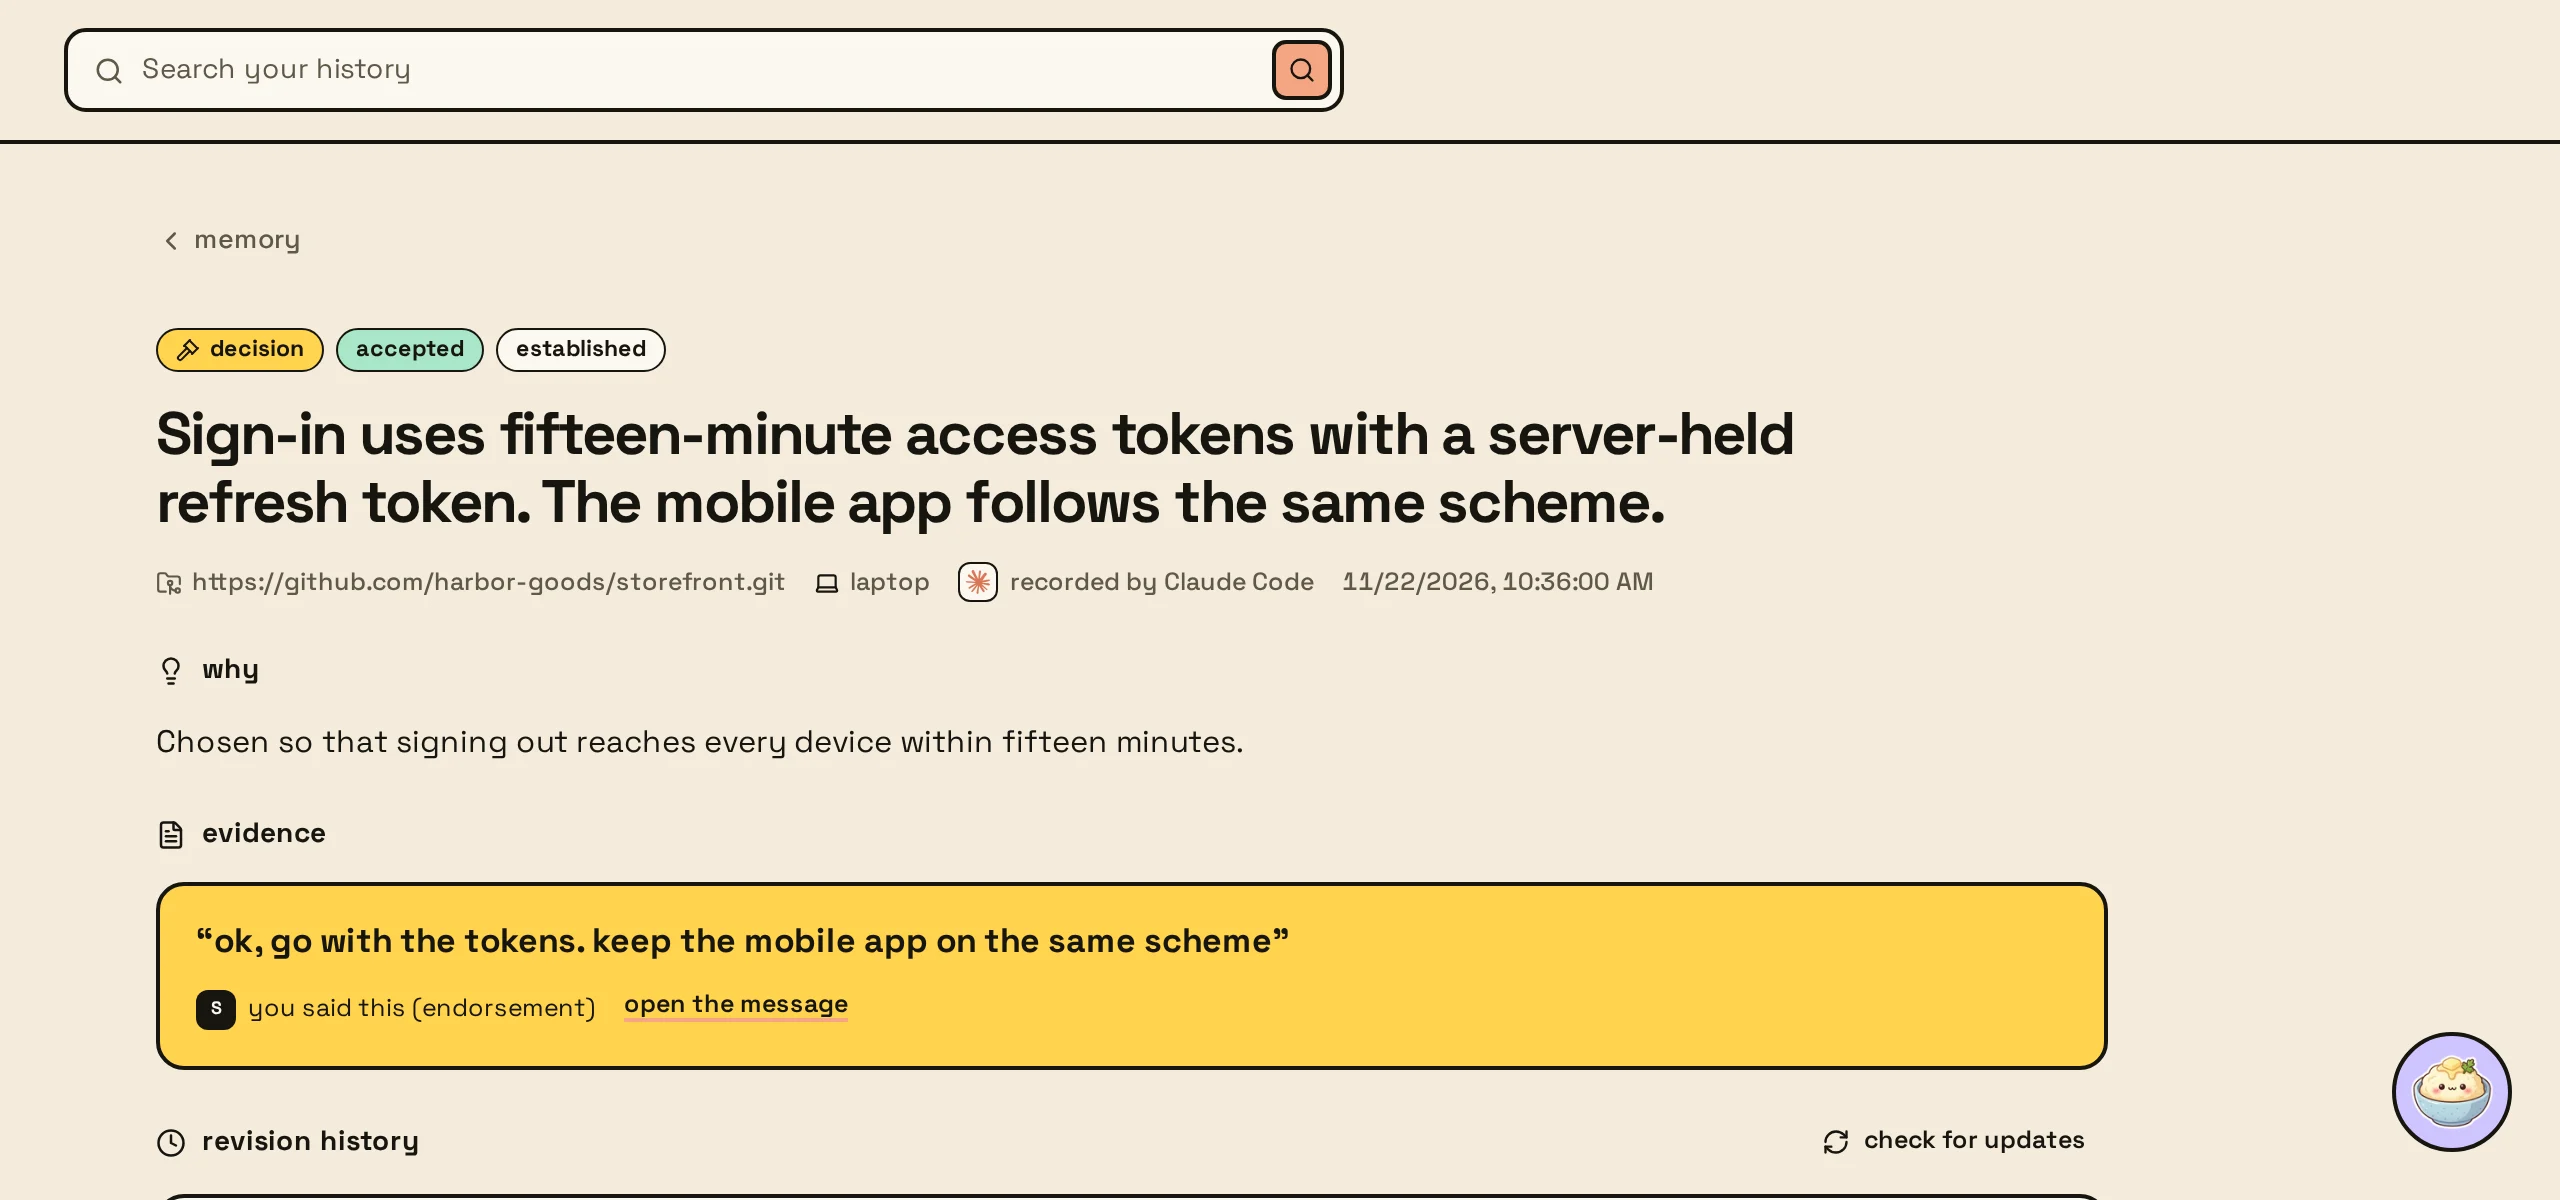 Search your history
memory
decision
accepted
established
Sign-in uses fifteen-minute access tokens with a server-held
refresh token. The mobile app follows the same scheme.
https://github.com/harbor-goods/storefront.git laptop recorded by Claude Code 11/22/2026, 10:36:00 AM
why
Chosen so that signing out reaches every device within fifteen minutes.
evidence
“ok, go with the tokens. keep the mobile app on the same scheme”
S you said this (endorsement) open the message
revision history
check for updates